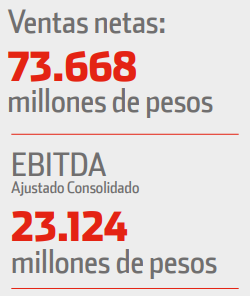 Ventas netas:
73.668
millones de pesos
EBITDA
Ajustado Consolidado
23.124
millones de pesos